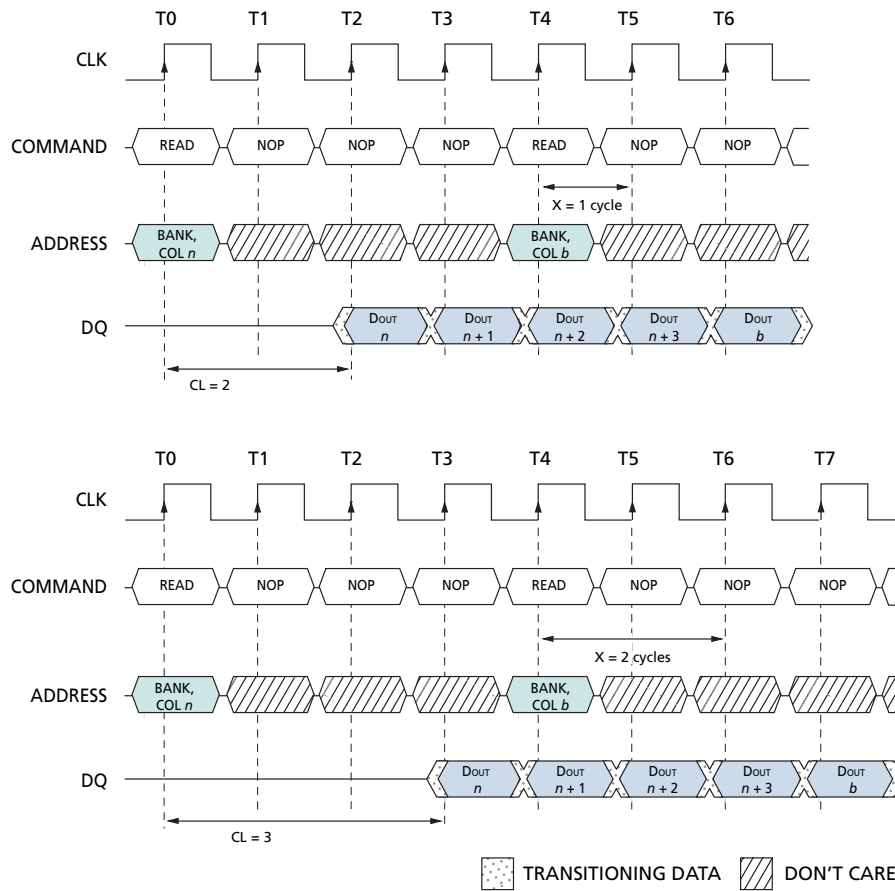 T0 T1 T2 T3 T4 T5 T6
CLK
COMMAND READ NOP NOP NOP READ NOP NOP
X = 1 cycle
ADDRESS BANK, COL n BANK, COL b
DQ DOUT n DOUT n + 1 DOUT n + 2 DOUT n + 3 DOUT b
CL = 2
T0 T1 T2 T3 T4 T5 T6 T7
CLK
COMMAND READ NOP NOP NOP READ NOP NOP NOP
X = 2 cycles
ADDRESS BANK, COL n BANK, COL b
DQ DOUT n DOUT n + 1 DOUT n + 2 DOUT n + 3 DOUT b
CL = 3
TRANSITIONING DATA DON'T CARE